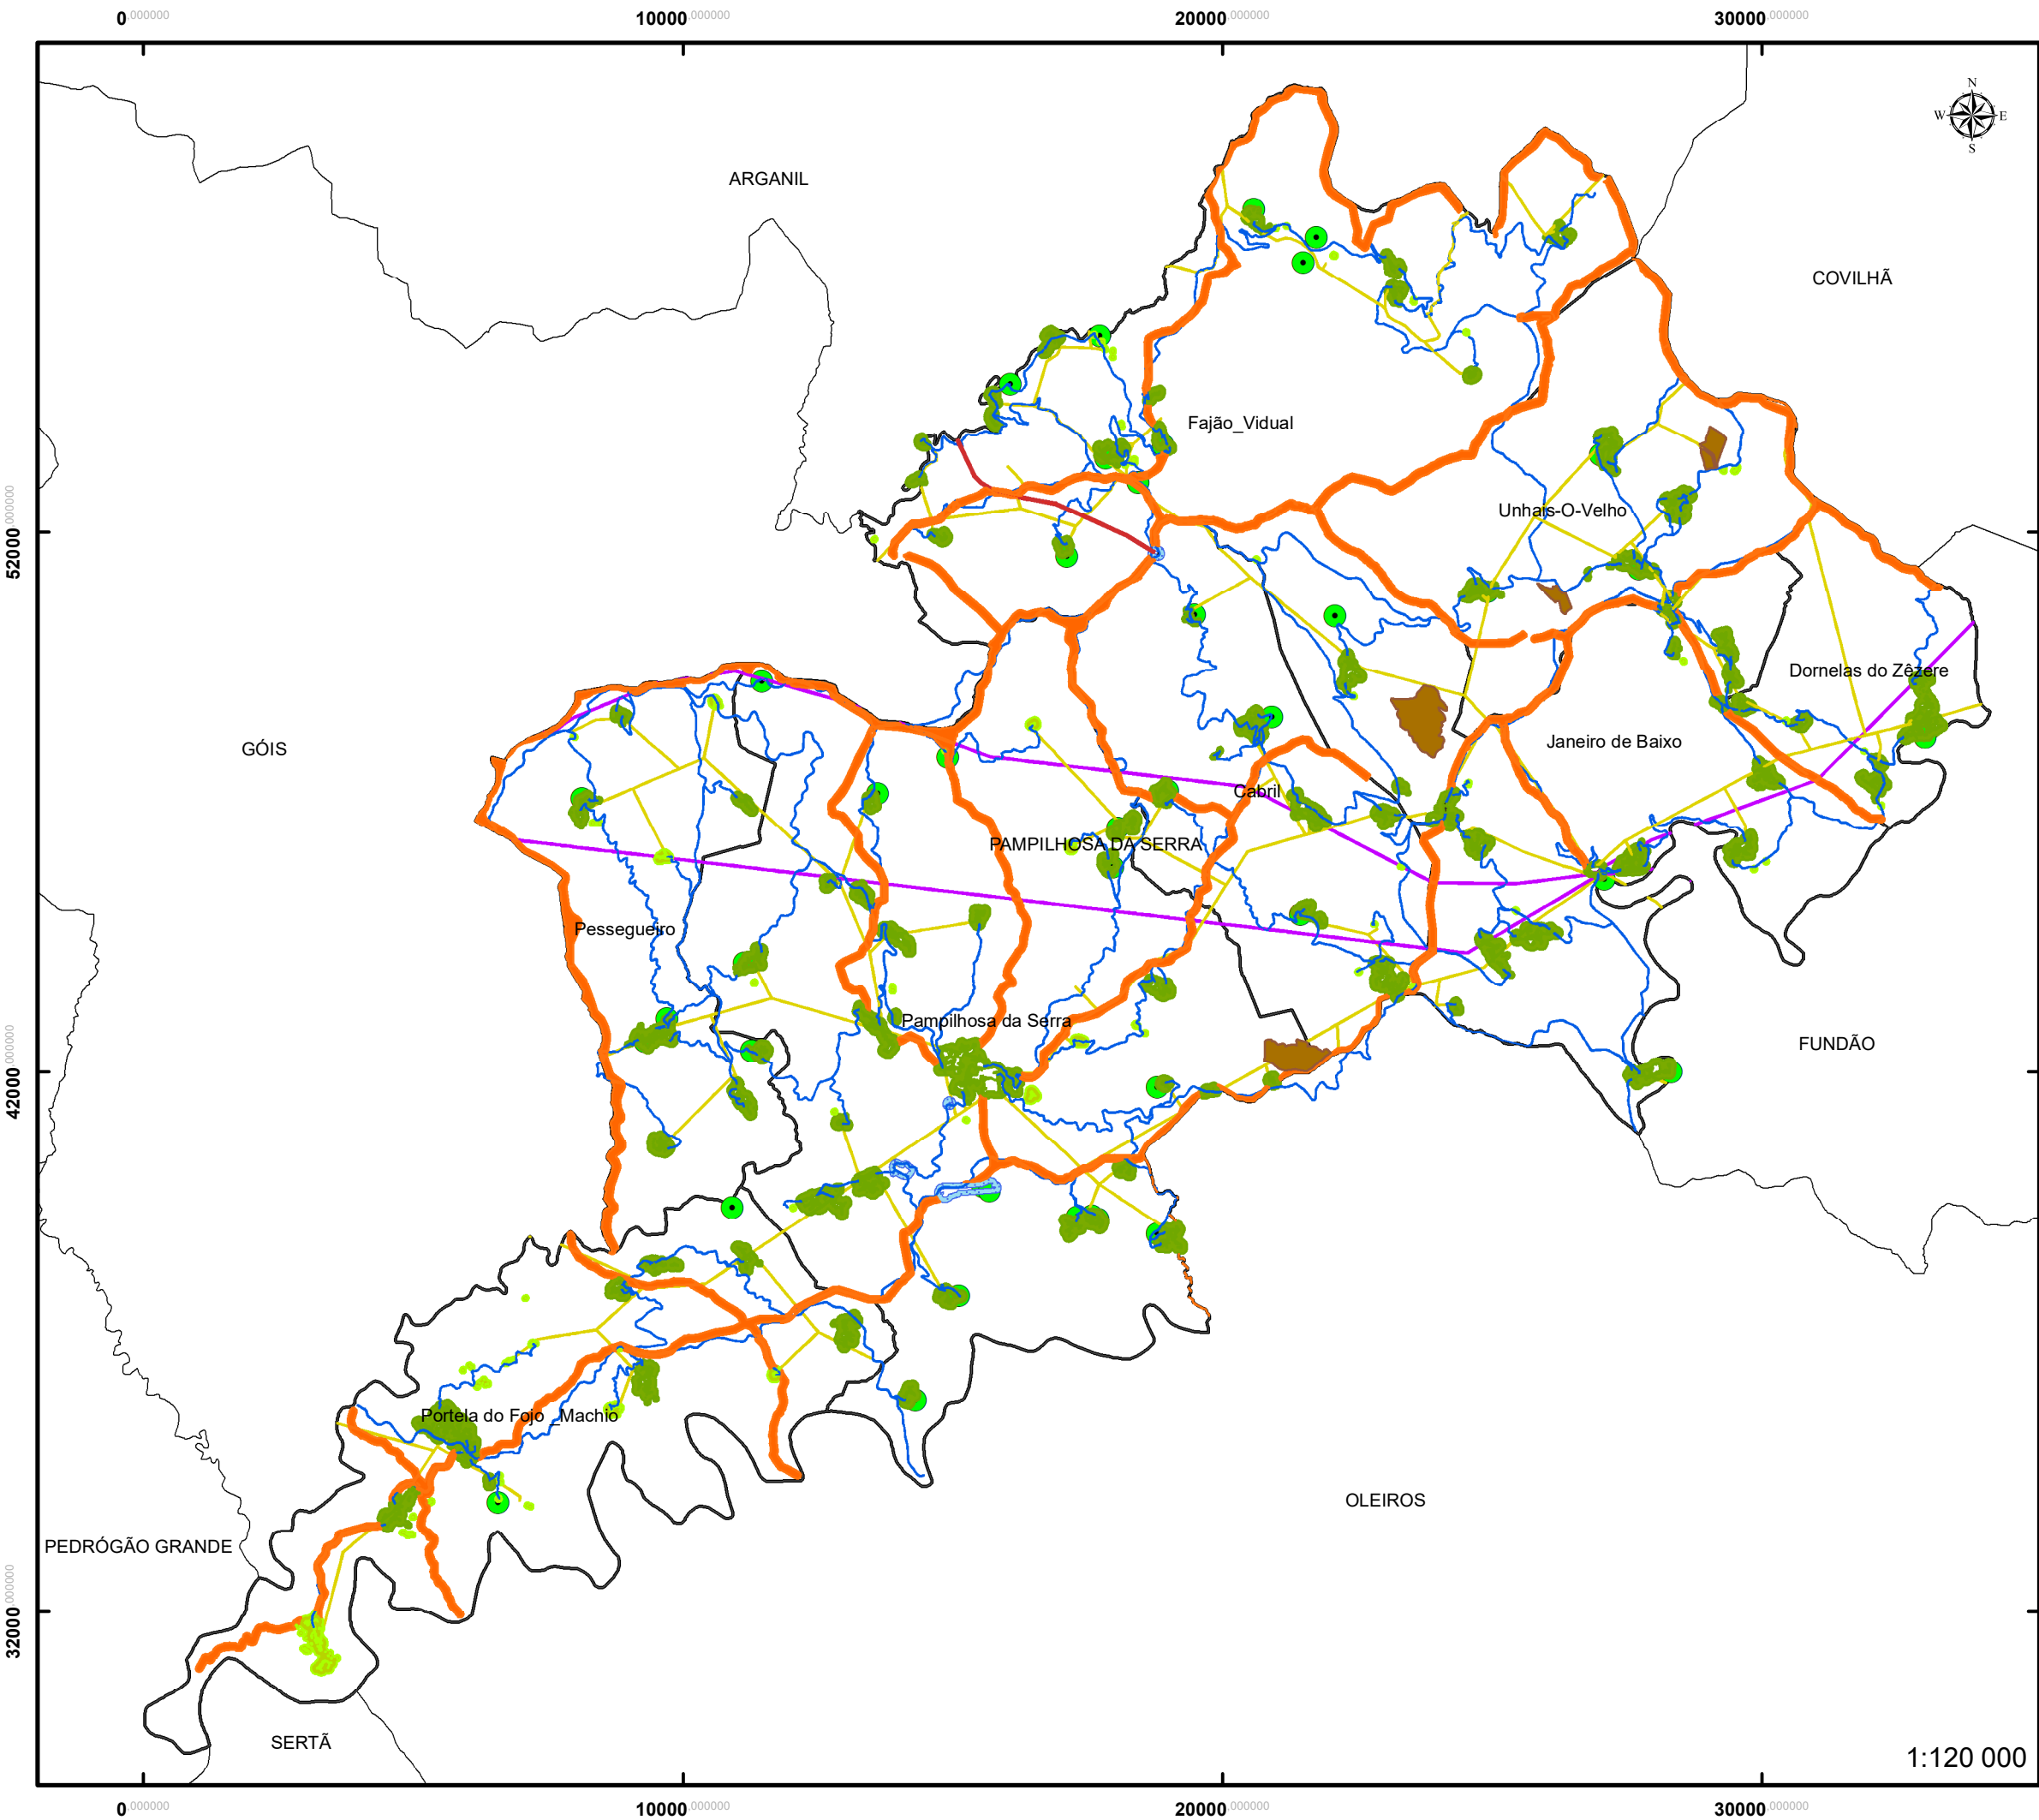 0,000000 10000,000000 20000,000000 30000,000000
N
W E
S
ARGANIL
COVILHÃ
Fajão_Vidual
Unhais-O-Velho
52000,000000
Dornelas do Zêzere
GÓIS
Janeiro de Baixo
Cabril
PAMPILHOSA DA SERRA
Pessegueiro
Pampilhosa da Serra
FUNDÃO
42000,000000
Portela do Fojo _Machio
OLEIROS
PEDRÓGÃO GRANDE
32000,000000
SERTÃ
1:120 000
0,000000 10000,000000 20000,000000 30000,000000